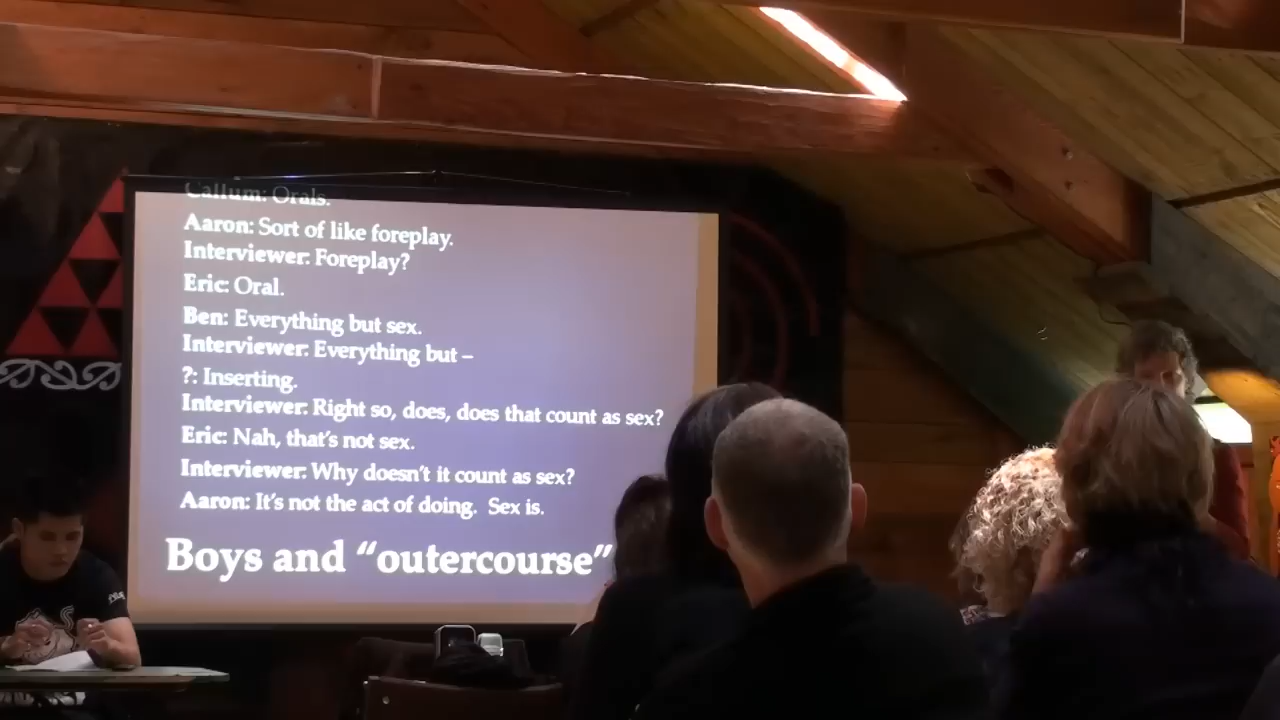 Callum: Orals.
Aaron: Sort of like foreplay.
Interviewer: Foreplay?
Eric: Oral.
Ben: Everything but sex.
Interviewer: Everything but –
?: Inserting.
Interviewer: Right so, does, does that count as sex?
Eric: Nah, that's not sex.
Interviewer: Why doesn't it count as sex?
Aaron: It's not the act of doing. Sex is.
Boys and “outercourse”